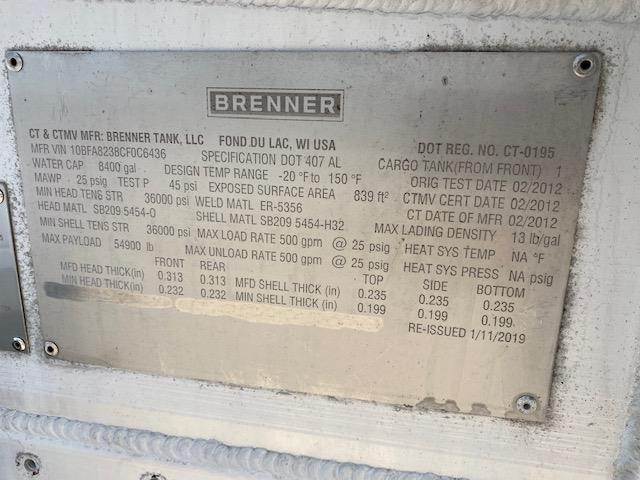 BRENNER
CT & CTMV MFR: BRENNER TANK, LLC FOND DU LAC, WI USA DOT REG. NO. CT-0195
MFR VIN 10BFA8238CF0C6436 SPECIFICATION DOT 407 AL CARGO TANK(FROM FRONT) 1
WATER CAP 8400 gal DESIGN TEMP RANGE -20 °F to 150 °F ORIG TEST DATE 02/2012
MAWP 25 psig TEST P 45 psi EXPOSED SURFACE AREA 839 ft² CTMV CERT DATE 02/2012
MIN HEAD TENS STR 36000 psi WELD MATL ER-5356 CT DATE OF MFR 02/2012
HEAD MATL SB209 5454-0 SHELL MATL SB209 5454-H32 MAX LADING DENSITY 13 lb/gal
MIN SHELL TENS STR 36000 psi MAX LOAD RATE 500 gpm @ 25 psig HEAT SYS TEMP NA °F
MAX PAYLOAD 54900 lb MAX UNLOAD RATE 500 gpm @ 25 psig HEAT SYS PRESS NA psig
FRONT REAR TOP SIDE BOTTOM
MFD HEAD THICK(in) 0.313 0.313 MFD SHELL THICK(in) 0.235 0.235 0.235
MIN HEAD THICK(in) 0.232 0.232 MIN SHELL THICK(in) 0.199 0.199 0.199
RE-ISSUED 1/11/2019